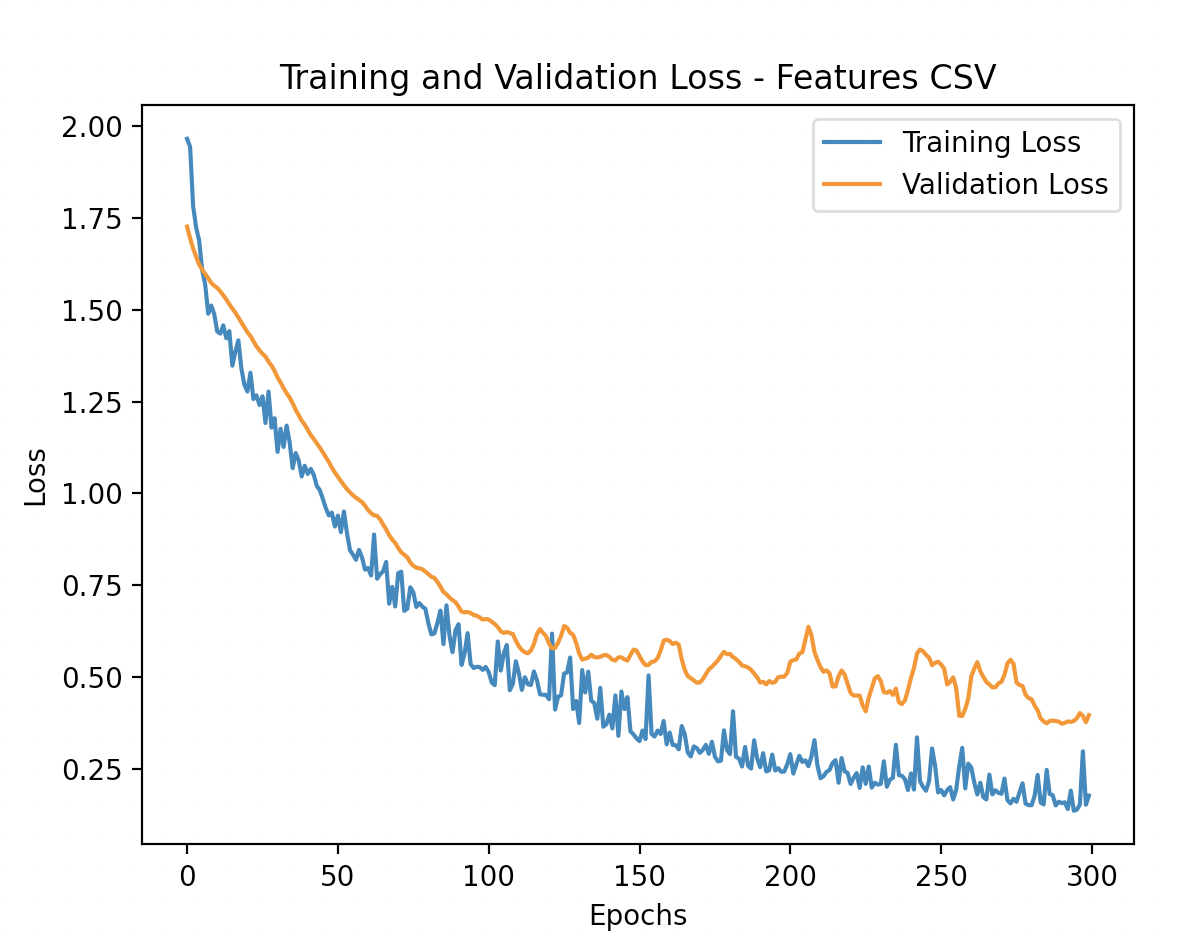 Training and Validation Loss - Features CSV
Training Loss
Validation Loss
2.00
1.75
1.50
1.25
1.00
0.75
0.50
0.25
Loss
0 50 100 150 200 250 300
Epochs